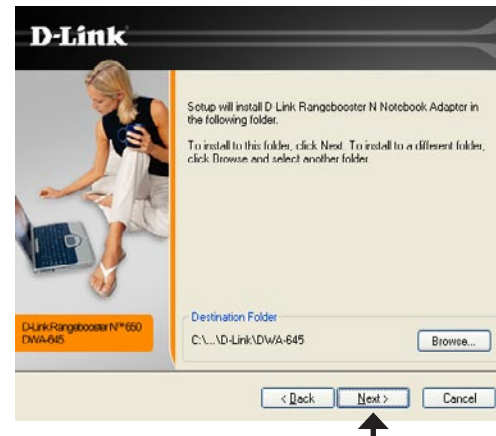 D-Link
Setup will install D-Link Rangebooster N Notebook Adapter in
the following folder.
To install to this folder, click Next. To install to a different folder,
click Browse and select another folder.
D-Link Rangebooster N™ 650
DWA-645
Destination Folder
C:\...\D-Link\DWA-645
Browse...
< Back
Next >
Cancel